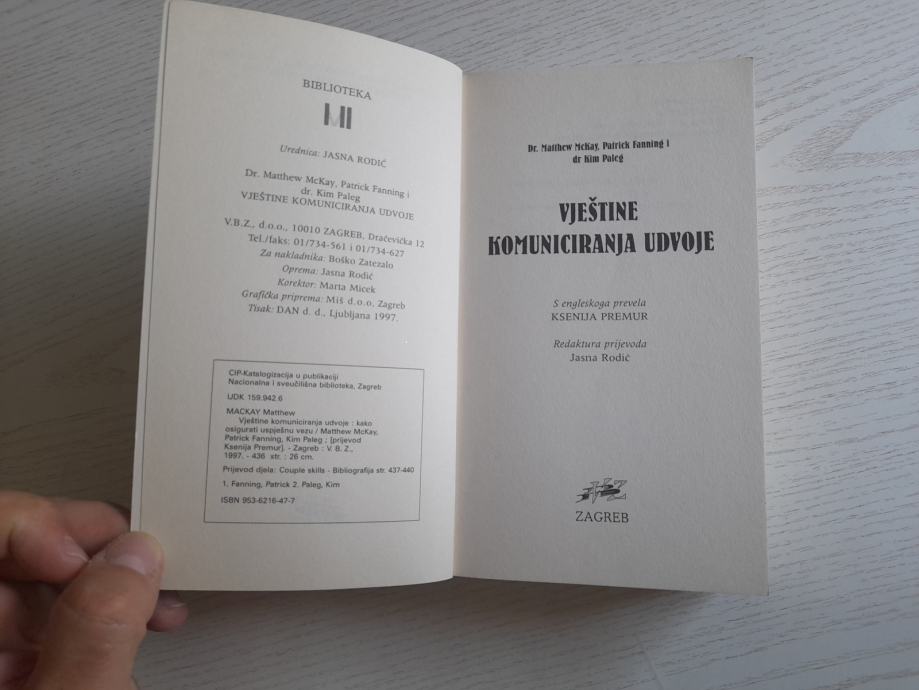 BIBLIOTEKA
MI
Urednica: JASNA RODIĆ
Dr. Matthew McKay, Patrick Fanning i
dr. Kim Paleg
VJEŠTINE KOMUNICIRANJA UDVOJE
V.B.Z., d.o.o., 10010 ZAGREB, Dračevička 12
Tel./faks: 01/734-561 i 01/734-627
Za nakladnika: Boško Zatezalo
Oprema: Jasna Rodić
Korektor: Marta Micek
Grafička priprema: Miš d.o.o, Zagreb
Tisak: DAN d. d., Ljubljana 1997.
CIP-Katalogizacija u publikaciji
Nacionalna i sveučilišna biblioteka, Zagreb
UDK 159.942.6
MACKAY Matthew
Vještine komuniciranja udvoje : kako
osigurati uspješnu vezu / Matthew McKay,
Patrick Fanning, Kim Paleg ; [prijevod
Ksenija Premur]. - Zagreb : V. B. Z.,
1997. - 436 str. : 26 cm.
Prijevod djela: Couple skills - Bibliografija str. 437-440
1, Fanning, Patrick 2. Paleg, Kim
ISBN 953-6216-47-7
Dr. Matthew McKay, Patrick Fanning i
dr Kim Paleg
VJEŠTINE
KOMUNICIRANJA UDVOJE
S engleskoga prevela
KSENIJA PREMUR
Redaktura prijevoda
Jasna Rodić
VBZ
ZAGREB